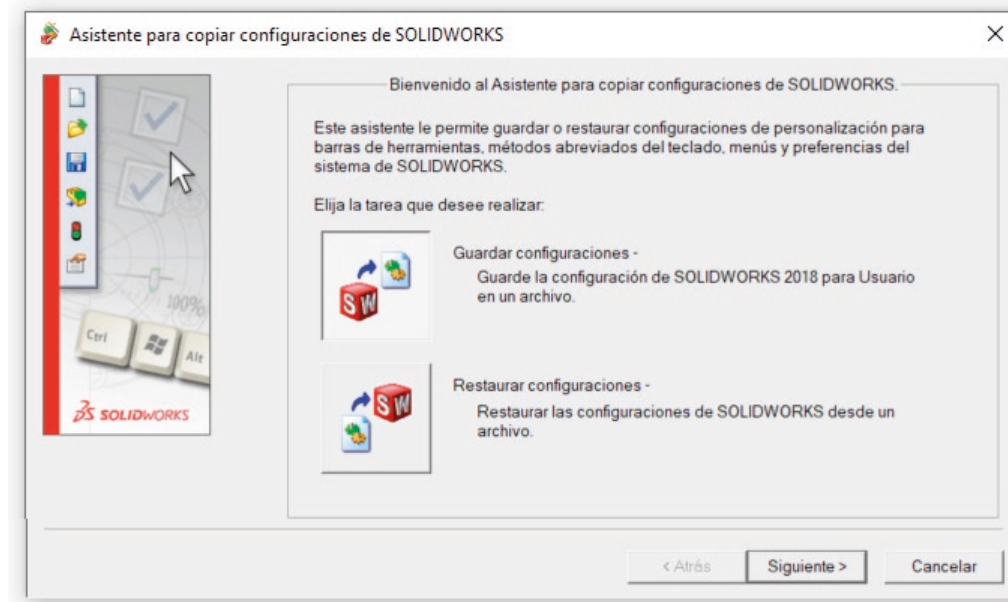 Asistente para copiar configuraciones de SOLIDWORKS
Bienvenido al Asistente para copiar configuraciones de SOLIDWORKS.
Este asistente le permite guardar o restaurar configuraciones de personalización para
barras de herramientas, métodos abreviados del teclado, menús y preferencias del
sistema de SOLIDWORKS.
Elija la tarea que desee realizar:
SW
Guardar configuraciones -
Guarde la configuración de SOLIDWORKS 2018 para Usuario
en un archivo.
SW
Restaurar configuraciones -
Restaurar las configuraciones de SOLIDWORKS desde un
archivo.
100%
Ctrl
Alt
SOLIDWORKS
< Atrás
Siguiente >
Cancelar